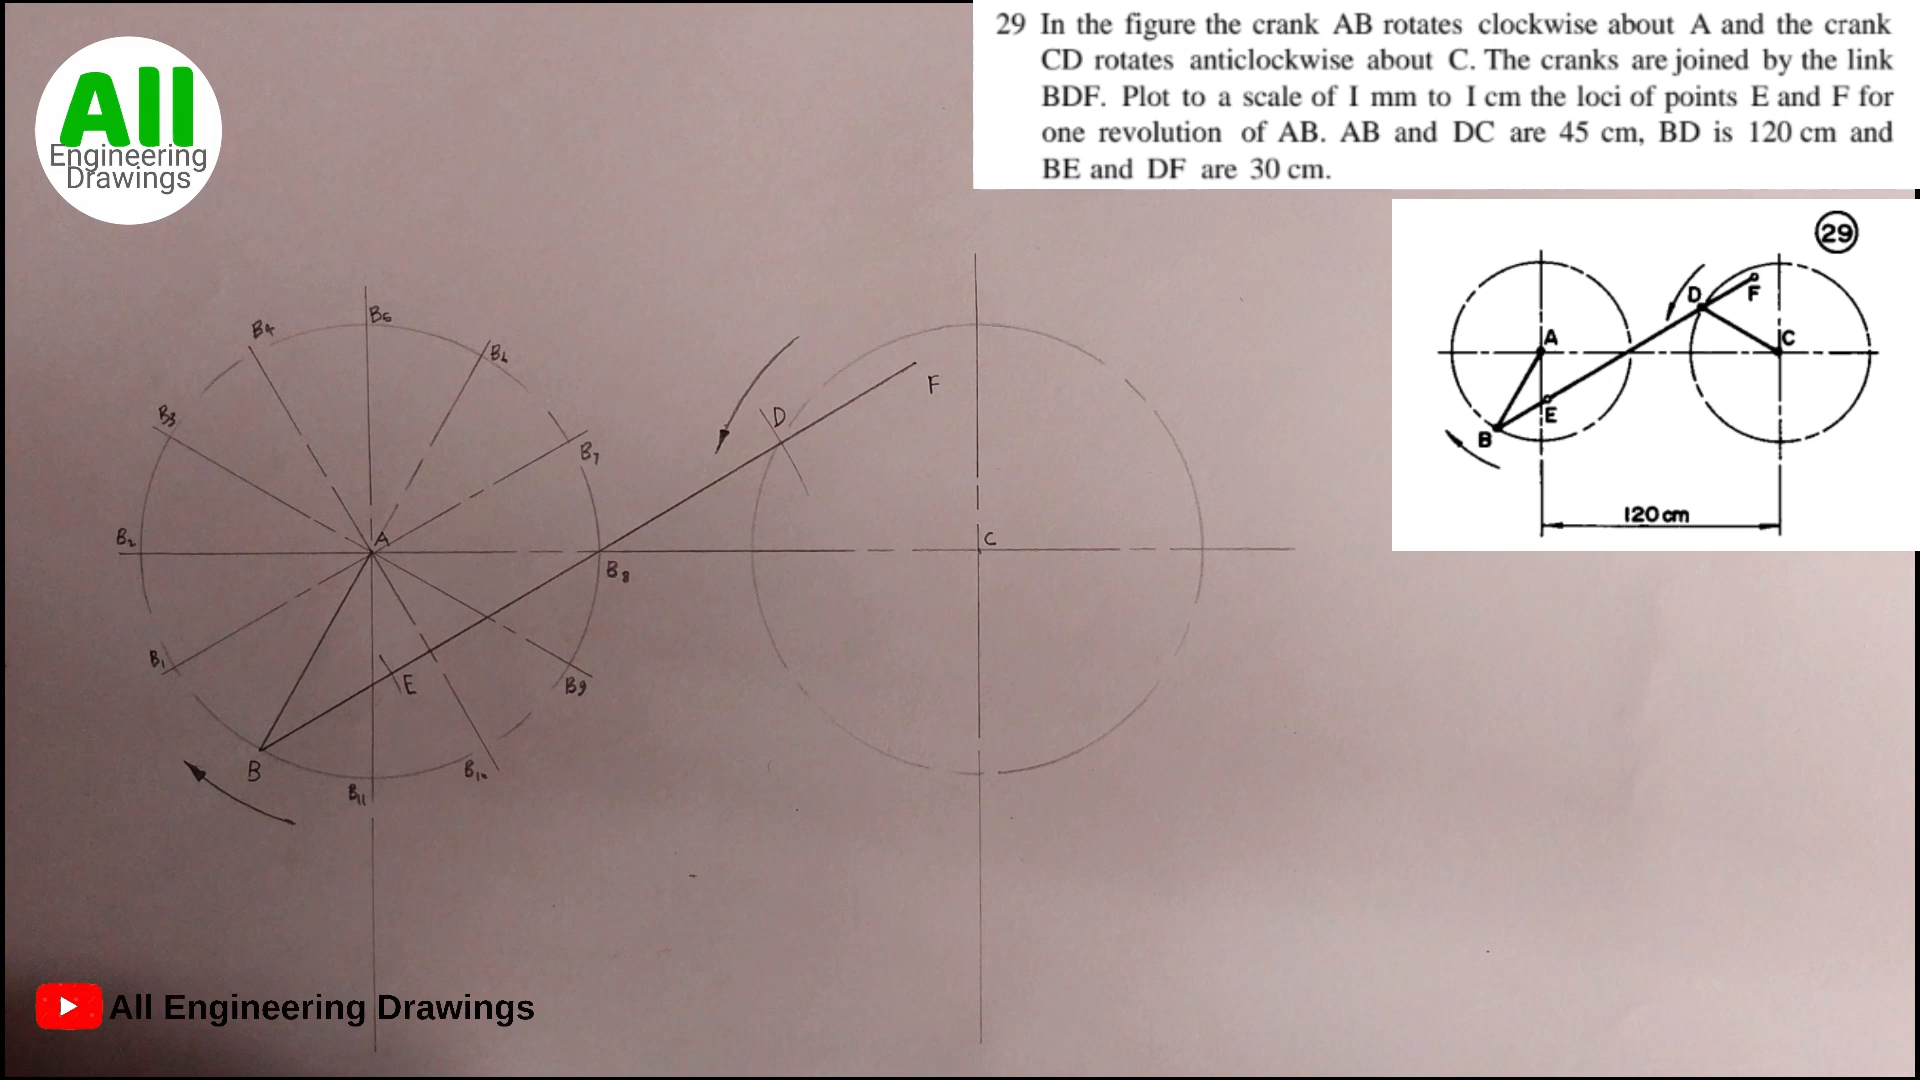 All
Engineering
Drawings
29 In the figure the crank AB rotates clockwise about A and the crank
CD rotates anticlockwise about C. The cranks are joined by the link
BDF. Plot to a scale of I mm to I cm the loci of points E and F for
one revolution of AB. AB and DC are 45 cm, BD is 120 cm and
BE and DF are 30 cm.
29
D
F
A
C
E
B
120 cm
B4
B5
B6
B3
D
F
B7
B2
A
C
B8
B1
E
B9
B
B10
B11
All Engineering Drawings